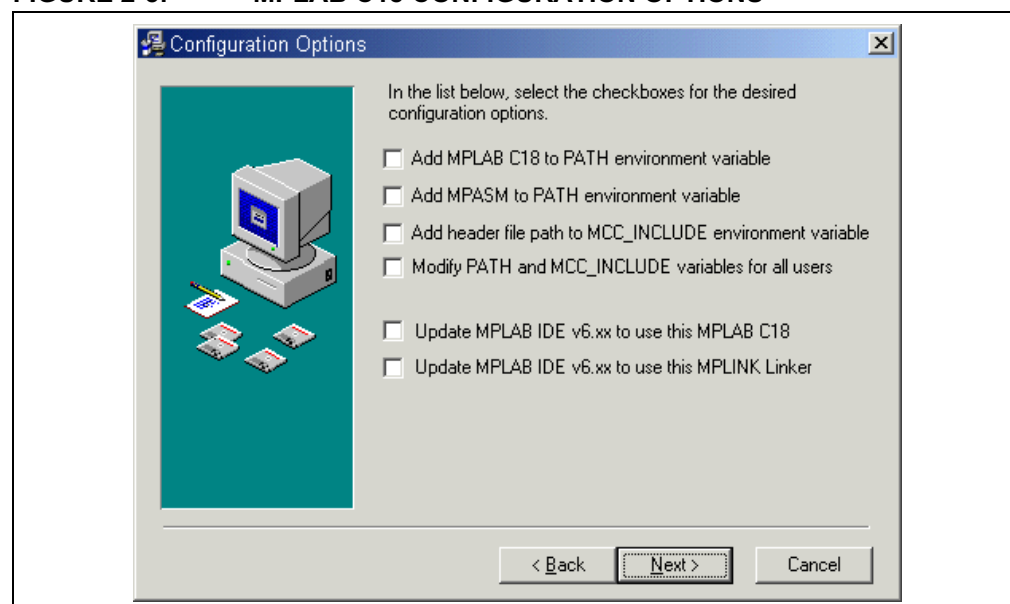 Configuration Options
In the list below, select the checkboxes for the desired
configuration options.
Add MPLAB C18 to PATH environment variable
Add MPASM to PATH environment variable
Add header file path to MCC_INCLUDE environment variable
Modify PATH and MCC_INCLUDE variables for all users
Update MPLAB IDE v6.xx to use this MPLAB C18
Update MPLAB IDE v6.xx to use this MPLINK Linker
< Back
Next >
Cancel